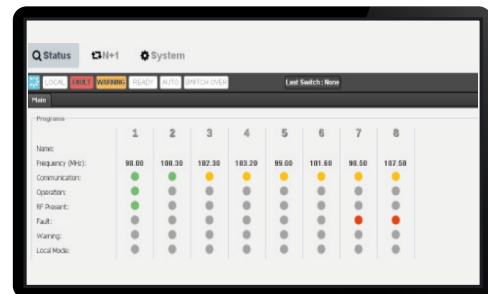 Status N+1 System
LOCAL FAULT WARNING READY AUTO SWITCH OVER Last Switch : None
Main
Programs
1 2 3 4 5 6 7 8
Name:
Frequency (MHz): 98.00 100.30 102.30 103.20 99.00 101.60 98.50 107.50
Communication:
Operation:
RF Present:
Fault:
Warning:
Local Mode: